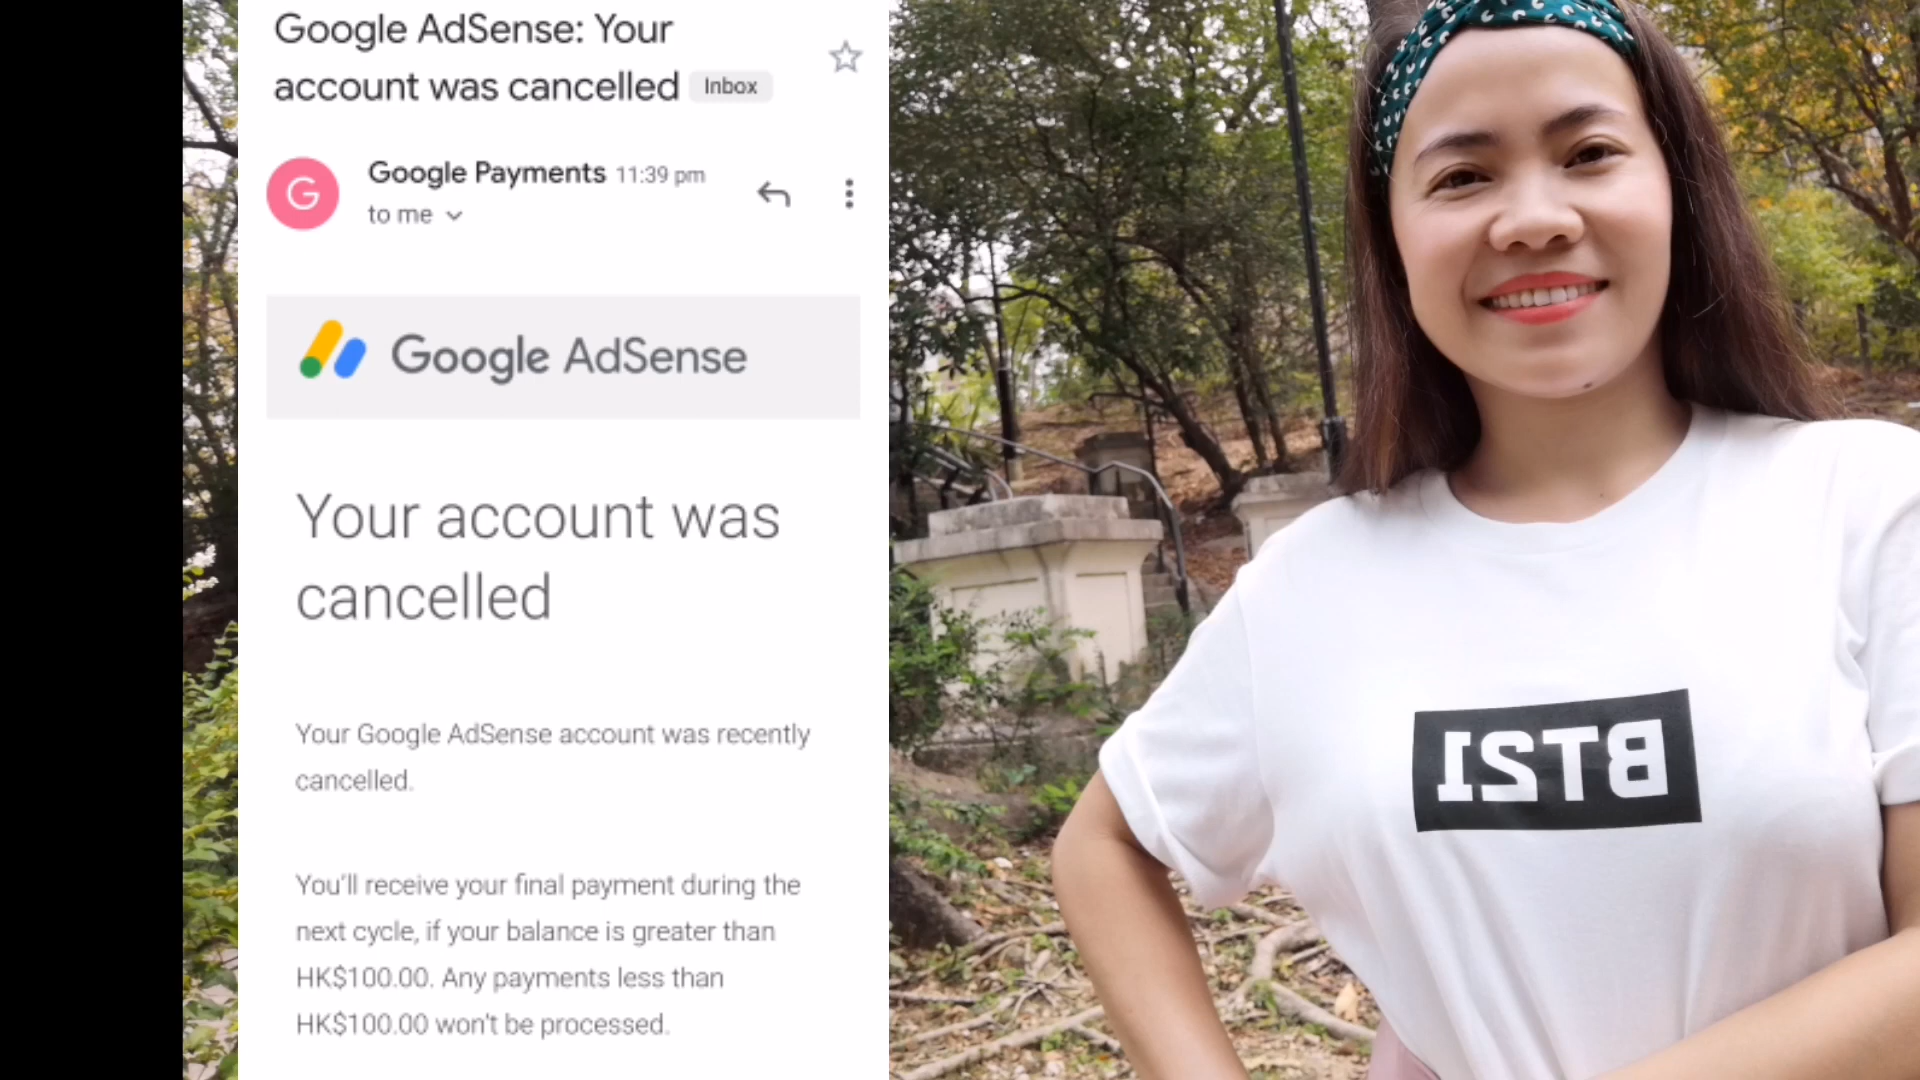 Google AdSense: Your
account was cancelled Inbox
G
Google Payments 11:39 pm
to me
Google AdSense
Your account was
cancelled
Your Google AdSense account was recently
cancelled.
You'll receive your final payment during the
next cycle, if your balance is greater than
HK$100.00. Any payments less than
HK$100.00 won't be processed.
BT21